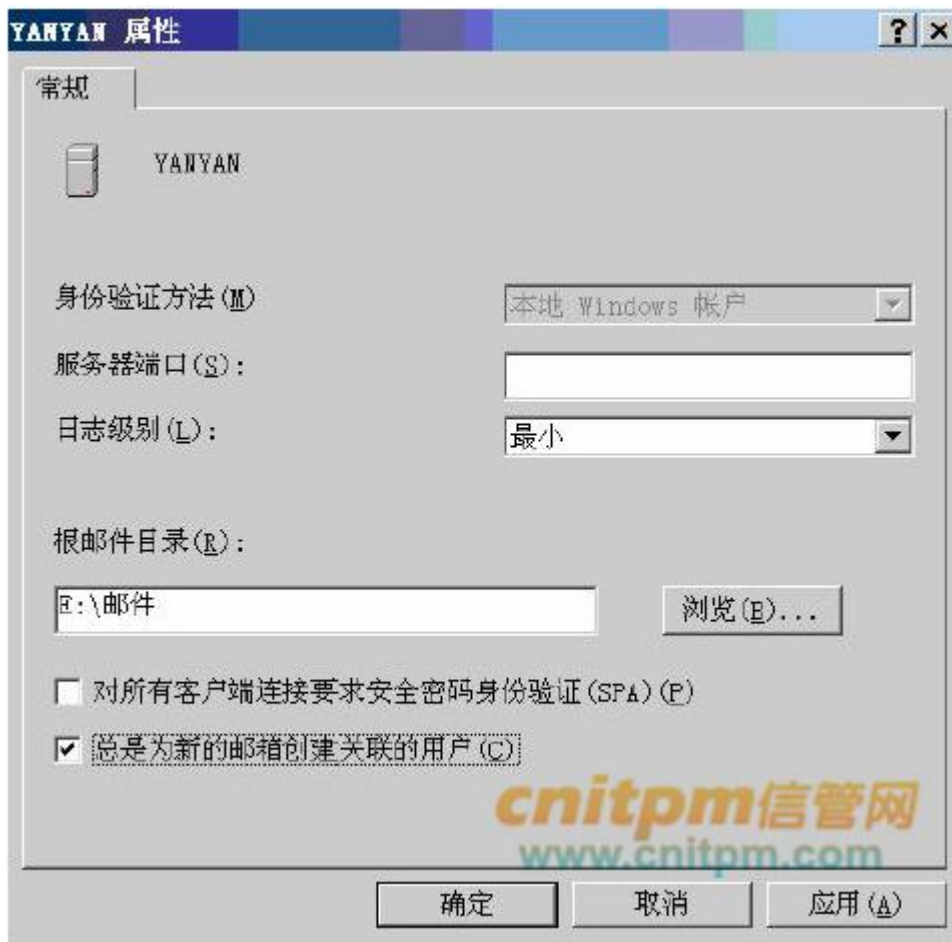 YANYAN 属性
常规
YANYAN
身份验证方法(M)
本地 Windows 帐户
服务器端口(S):
日志级别(L):
最小
根邮件目录(R):
E:\邮件
浏览(B)...
对所有客户端连接要求安全密码身份验证(SPA)(P)
总是为新的邮箱创建关联的用户(C)
cnitpm信管网
www.cnitpm.com
确定
取消
应用(A)